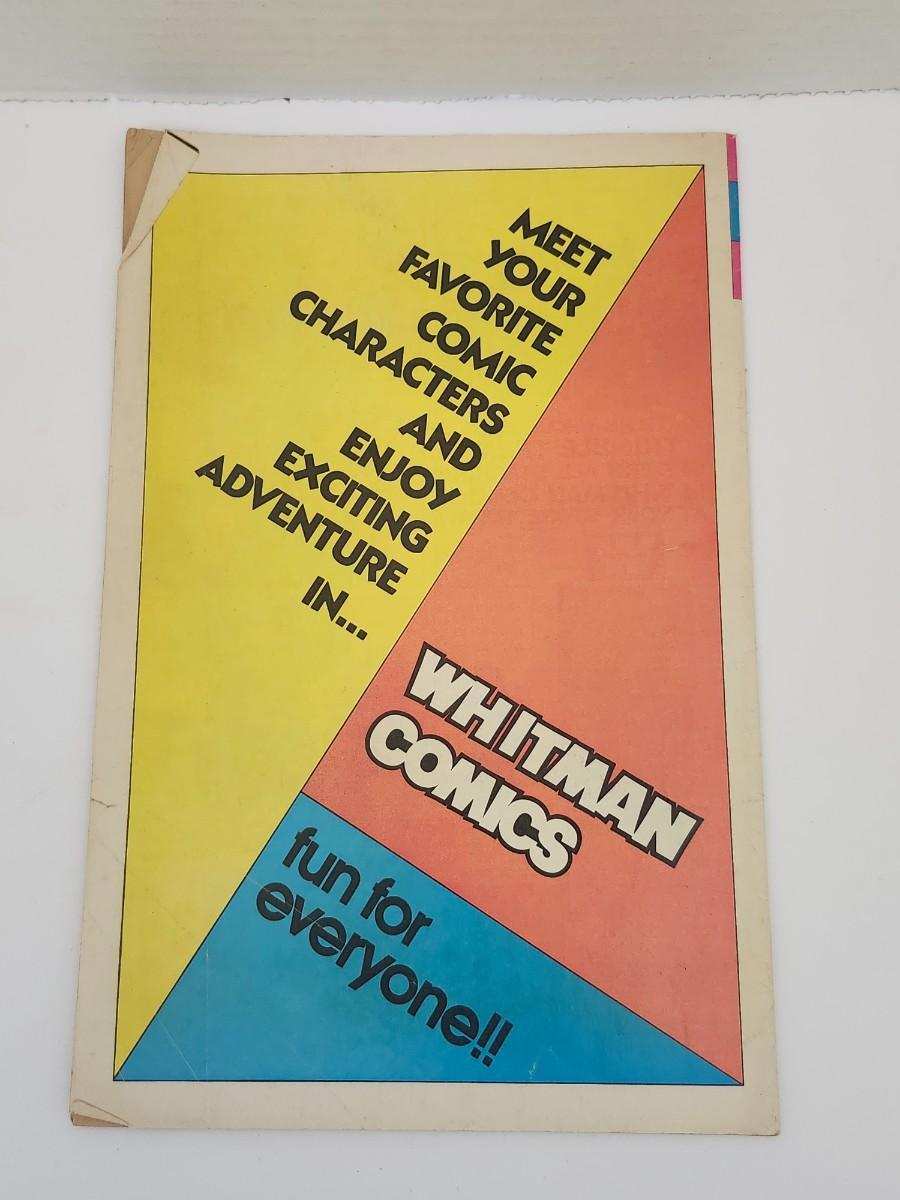 MEET
YOUR
FAVORITE
COMIC
CHARACTERS
AND
ENJOY
EXCITING
ADVENTURE
IN...
WHITMAN
COMICS
fun for
everyone!!